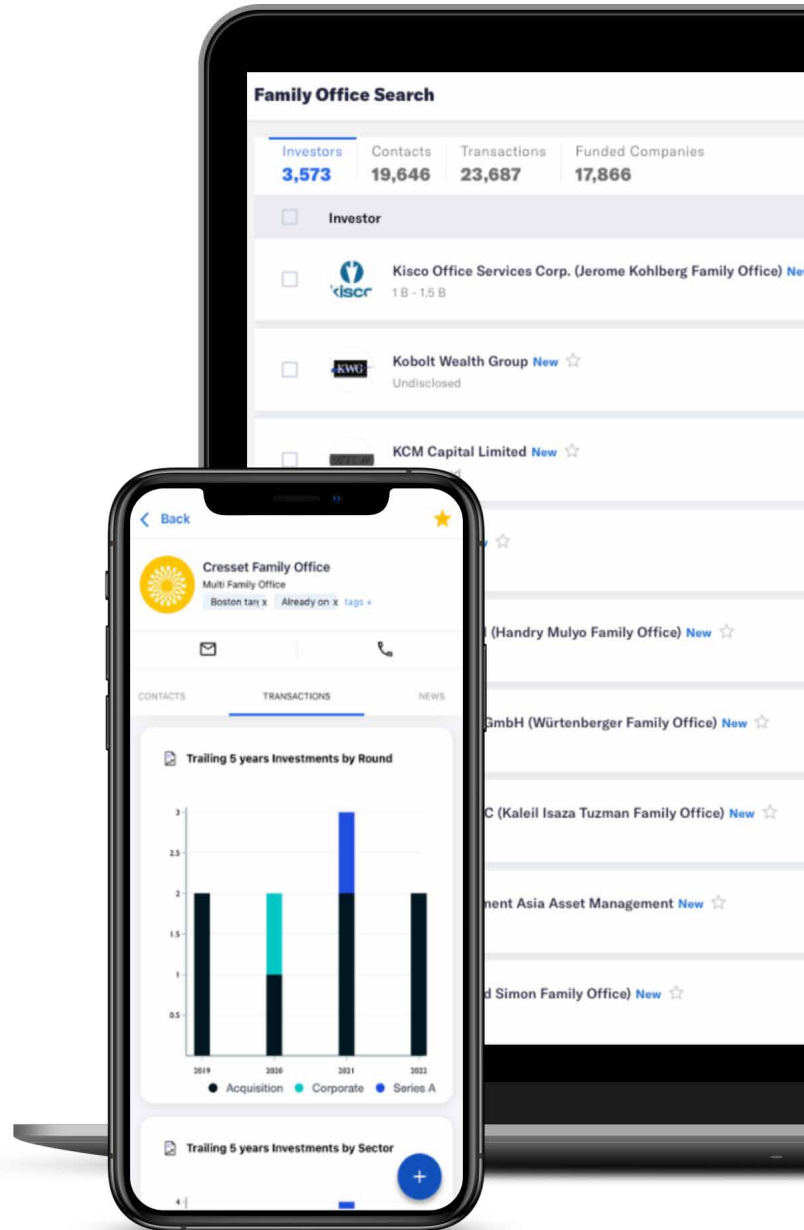 Family Office Search
Investors Contacts Transactions Funded Companies
3,573 19,646 23,687 17,866
Investor
Kisco Office Services Corp. (Jerome Kohlberg Family Office)
kisco
1 B - 1.5 B
KWG
Kobolt Wealth Group New
Undisclosed
KCM Capital Limited New
(Handry Mulyo Family Office) New
GmbH (Würtenberger Family Office) New
C (Kaleil Isaza Tuzman Family Office) New
Asia Asset Management New
Simon Family Office) New
Back
Cresset Family Office
Multi Family Office
Boston x Already on x tags +
CONTACTS TRANSACTIONS NEWS
Trailing 5 years Investments by Round
3
2.5
2
1.5
1
0.5
2019 2020 2021 2022
Acquisition Corporate Series A
Trailing 5 years Investments by Sector
+
4